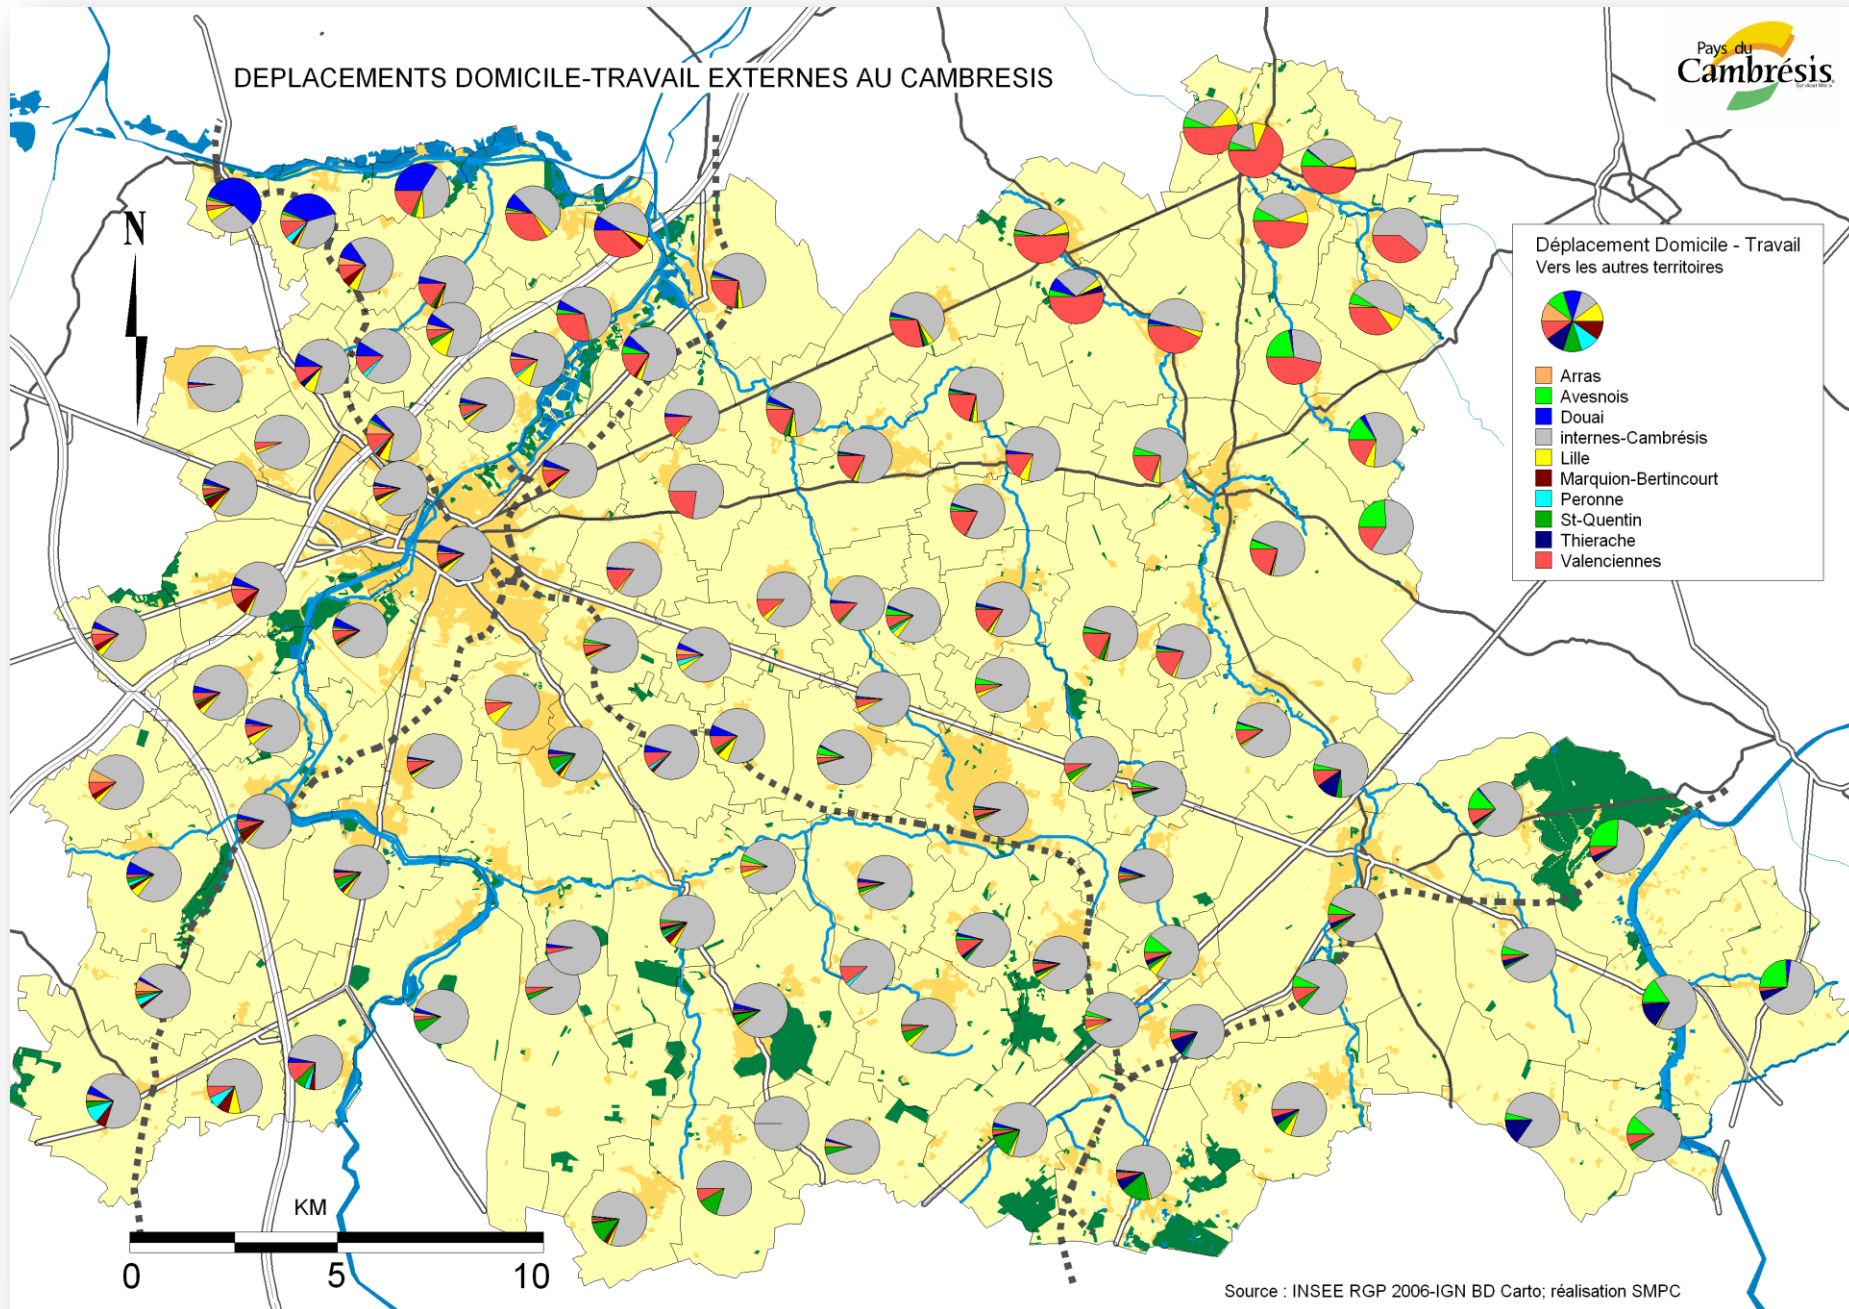 DEPLACEMENTS DOMICILE-TRAVAIL EXTERNES AU CAMBRESIS
Pays du
Cambrésis
N
Déplacement Domicile - Travail
Vers les autres territoires
Arras
Avesnois
Douai
internes-Cambrésis
Lille
Marquion-Bertincourt
Peronne
St-Quentin
Thierache
Valenciennes
KM
0 5 10
Source : INSEE RGP 2006-IGN BD Carto; réalisation SMPC